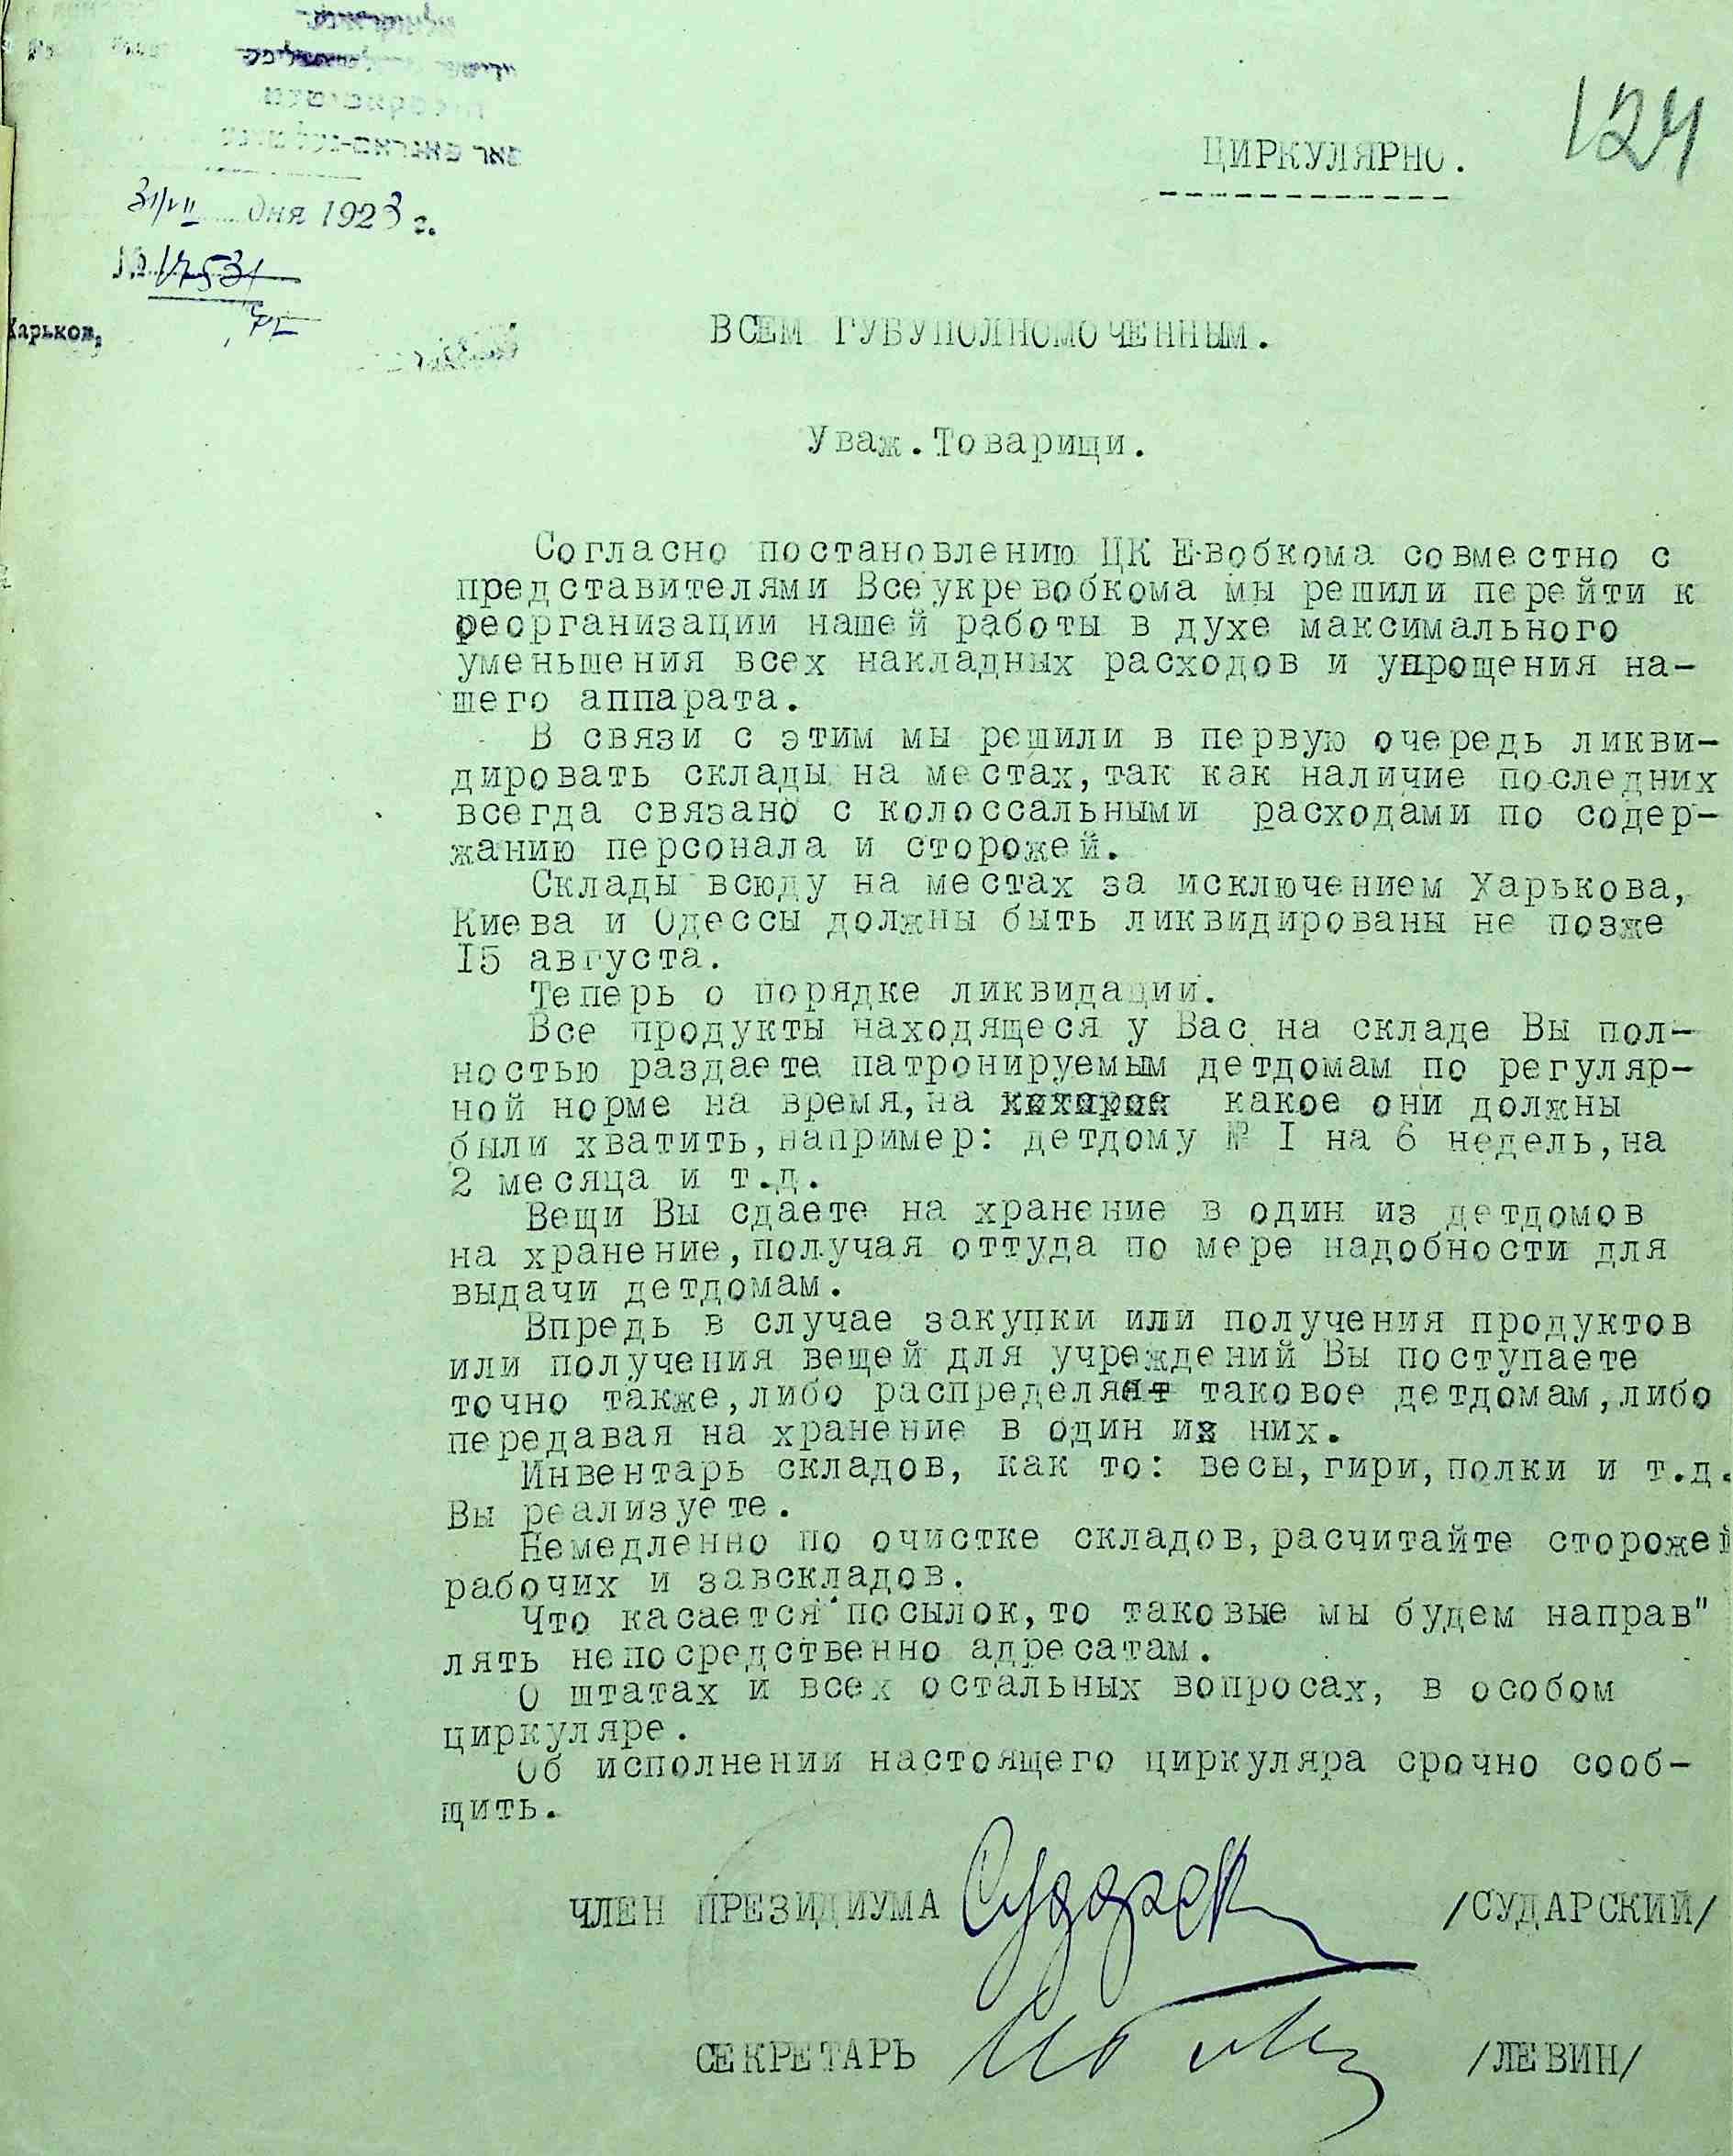 124
ЦИРКУЛЯРНО.
31/VII дня 1923 г.
№ 17531
Харьков,
ВСЕМ ГУБУПОЛНОМОЧЕННЫМ.
Уваж.Товарищи.
Согласно постановлению ЦК Е-вобкома совместно с
представителями Всеукревобкома мы решили перейти к
реорганизации нашей работы в духе максимального
уменьшения всех накладных расходов и упрощения на-
шего аппарата.
В связи с этим мы решили в первую очередь ликви-
дировать склады на местах,так как наличие последних
всегда связано с колоссальными расходами по содер-
жанию персонала и сторожей.
Склады всюду на местах за исключением Харькова,
Киева и Одессы должны быть ликвидированы не позже
15 августа.
Теперь о порядке ликвидации.
Все продукты находящеся у Вас на складе Вы пол-
ностью раздаете патронируемым детдомам по регуляр-
ной норме на время,на какое они должны
были хватить,например: детдому № I на 6 недель,на
2 месяца и т.д.
Вещи Вы сдаете на хранение в один из детдомов
на хранение,получая оттуда по мере надобности для
выдачи детдомам.
Впредь в случае закупки или получения продуктов
или получения вещей для учреждений Вы поступаете
точно также,либо таковое детдомам,либо
передавая на хранение в один из них.
Инвентарь складов, как то: весы,гири,полки и т.д.
Вы реализуете.
Немедленно по очистке складов,расчитайте сторожей
рабочих и завскладов.
Что касается посылок,то таковые мы будем направ"
лять непосредственно адресатам.
О штатах и всех остальных вопросах, в особом
циркуляре.
Об исполнении настоящего циркуляра срочно сооб-
щить.
ЧЛЕН ПРЕЗИДИУМА /СУДАРСКИЙ/
СЕКРЕТАРЬ /ЛЕВИН/